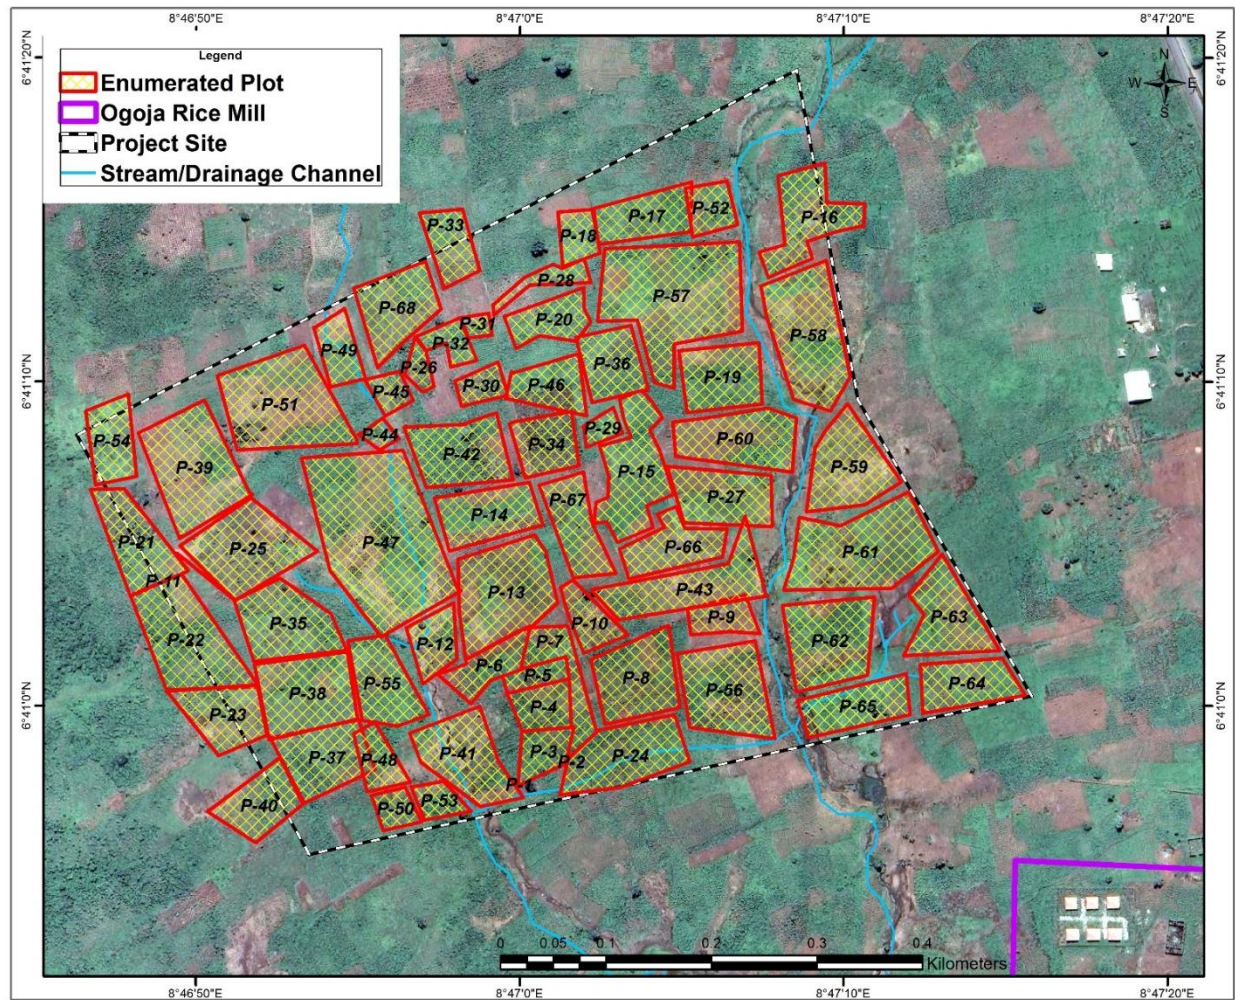 8°46'50"E
8°47'0"E
8°47'10"E
8°47'20"E
6°41'20"N
6°41'20"N
Legend
Enumerated Plot
Ogoja Rice Mill
Project Site
Stream/Drainage Channel
N
W E
S
P-52
P-17
P-16
P-33
P-18
P-28
P-57
P-68
P-20
P-31
P-58
P-32
P-49
P-36
P-26
6°41'10"N
P-19
6°41'10"N
P-46
P-30
P-45
P-51
P-29
P-44
P-34
P-60
P-54
P-42
P-39
P-59
P-15
P-67
P-27
P-14
P-21
P-47
P-25
P-66
P-61
P-11
P-43
P-13
P-9
P-63
P-10
P-35
P-22
P-7
P-12
P-62
P-6
P-5
P-8
P-64
P-55
P-38
P-56
6°41'0"N
P-4
P-65
6°41'0"N
P-23
P-3
P-41
P-24
P-37
P-48
P-2
P-1
P-53
P-40
P-50
0 0.05 0.1 0.2 0.3 0.4
Kilometers
8°46'50"E
8°47'0"E
8°47'10"E
8°47'20"E